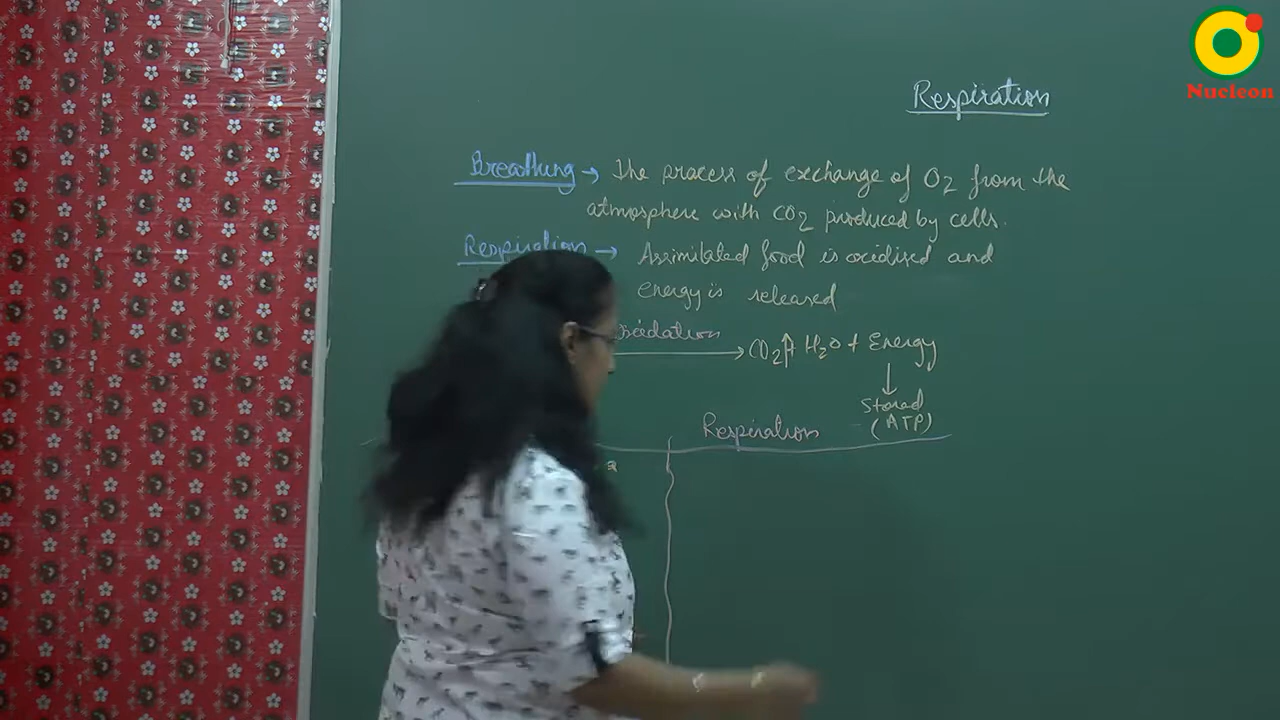 Nucleon
Respiration
Breathing → The process of exchange of O2 from the
atmosphere with CO2 produced by cells.
Respiration → Assimilated food is oxidised and
energy is released
oxidation
→ CO2↑+ H2O + Energy
↓
Stored
(ATP)
Respiration